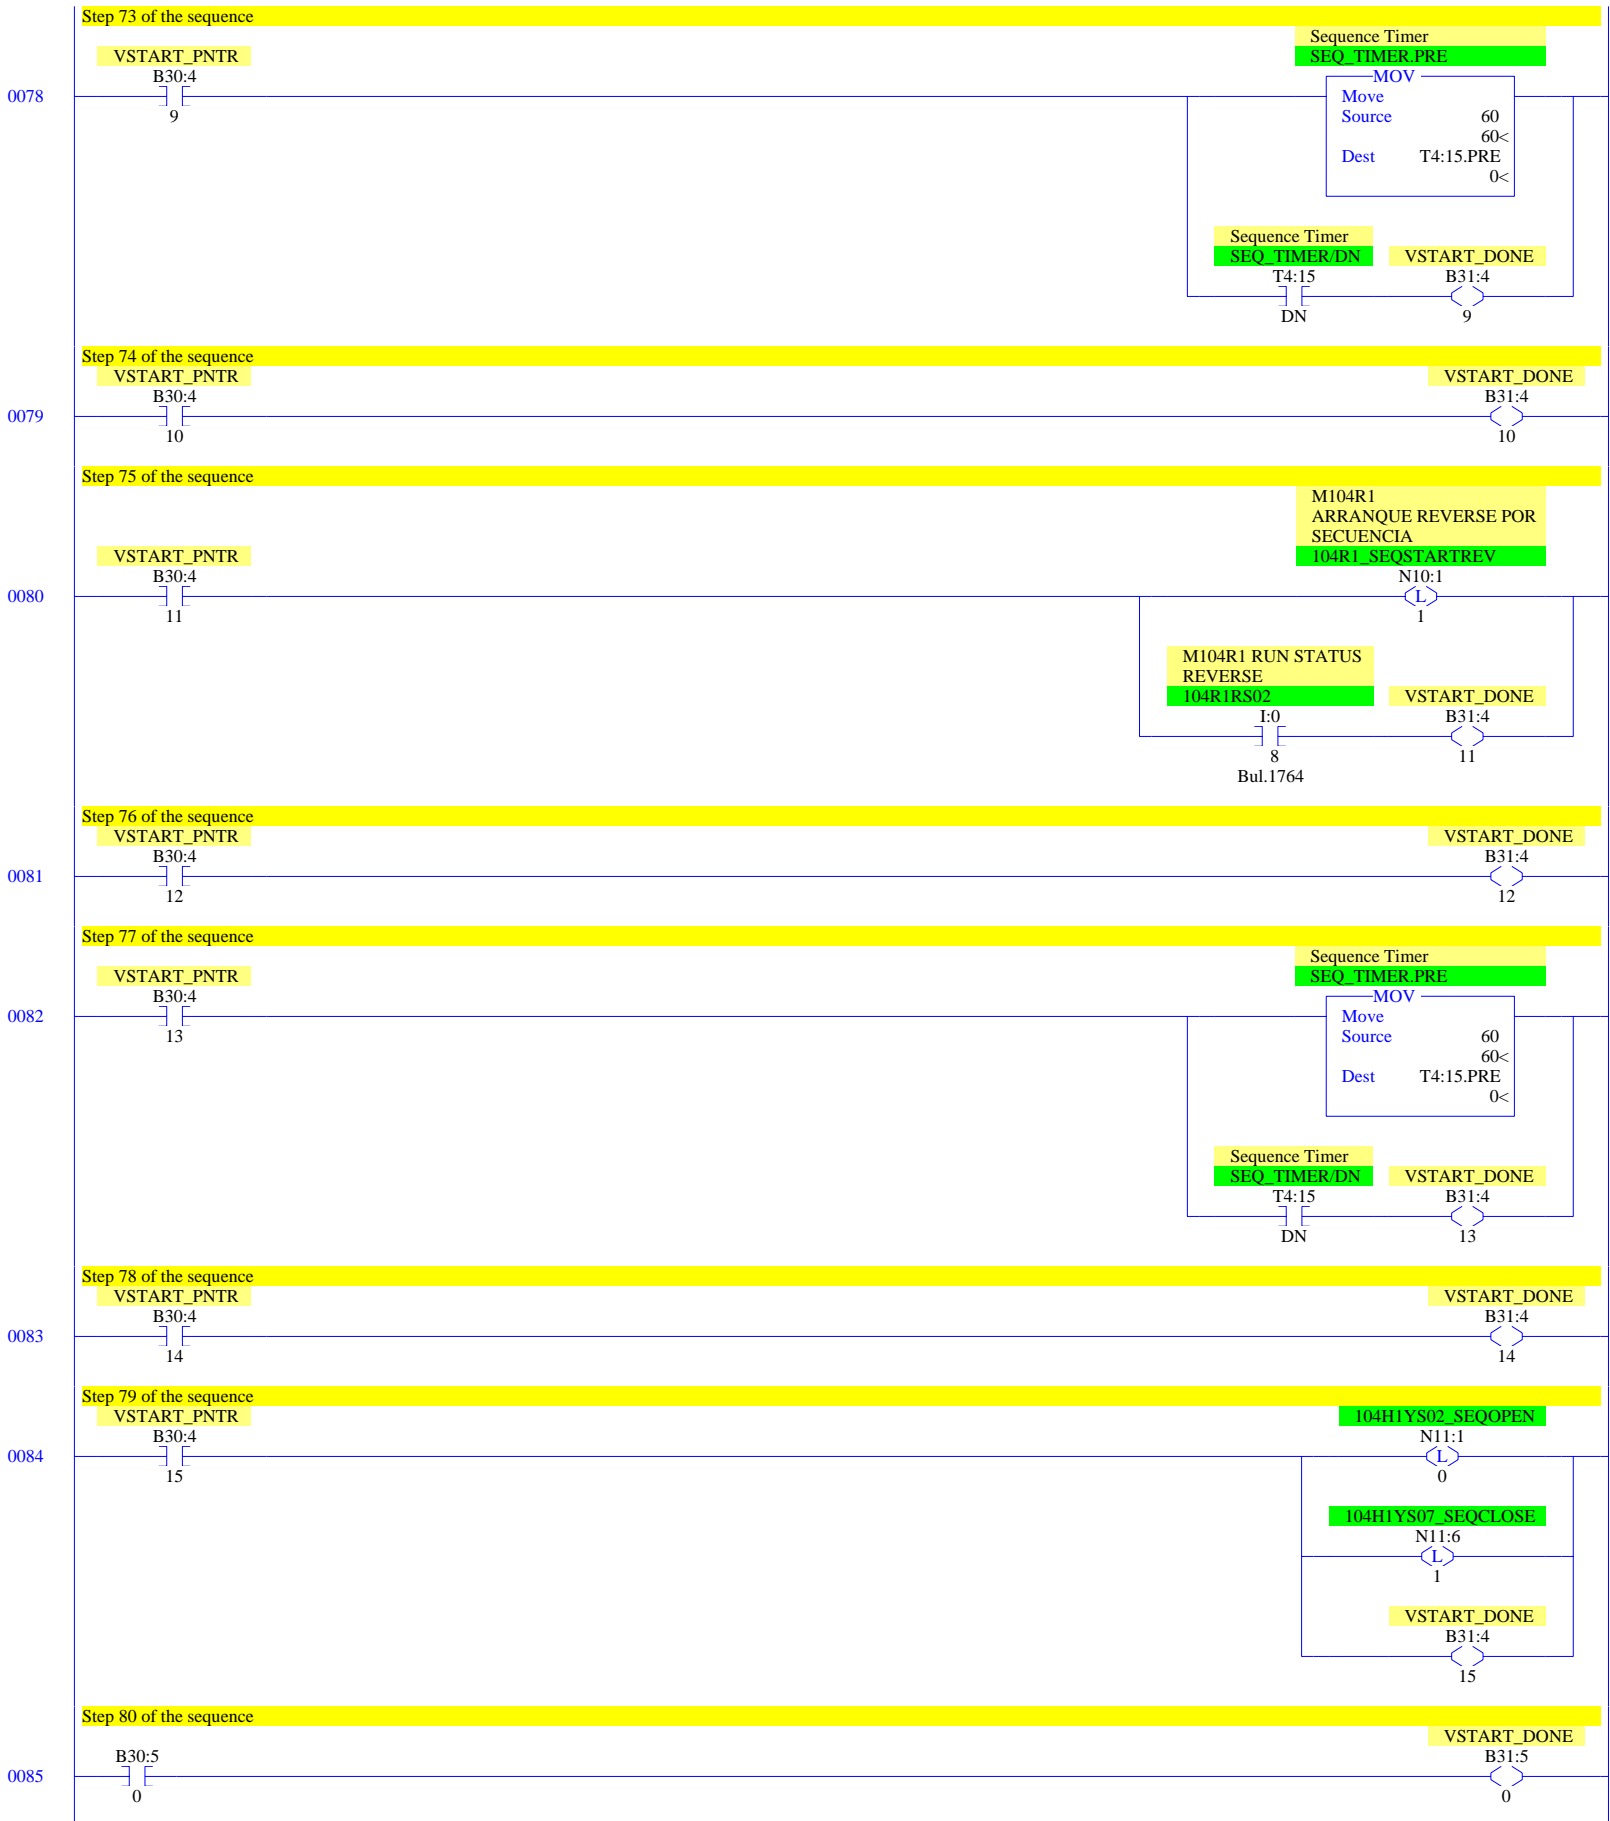 Step 73 of the sequence
Sequence Timer
VSTART_PNTR
SEQ_TIMER.PRE
B30:4
MOV
0078
Move
9
Source
60
60<
Dest
T4:15.PRE
0<
Sequence Timer
SEQ_TIMER/DN
VSTART_DONE
T4:15
B31:4
DN
9
Step 74 of the sequence
VSTART_PNTR
VSTART_DONE
B30:4
B31:4
0079
10
10
Step 75 of the sequence
M104R1
ARRANQUE REVERSE POR
SECUENCIA
VSTART_PNTR
104R1_SEQSTARTREV
B30:4
N10:1
0080
L
11
1
M104R1 RUN STATUS
REVERSE
104R1RS02
VSTART_DONE
I:0
B31:4
8
11
Bul.1764
Step 76 of the sequence
VSTART_PNTR
VSTART_DONE
B30:4
B31:4
0081
12
12
Step 77 of the sequence
Sequence Timer
VSTART_PNTR
SEQ_TIMER.PRE
B30:4
MOV
0082
Move
13
Source
60
60<
Dest
T4:15.PRE
0<
Sequence Timer
SEQ_TIMER/DN
VSTART_DONE
T4:15
B31:4
DN
13
Step 78 of the sequence
VSTART_PNTR
VSTART_DONE
B30:4
B31:4
0083
14
14
Step 79 of the sequence
VSTART_PNTR
104H1YS02_SEQOPEN
B30:4
N11:1
0084
L
15
0
104H1YS07_SEQCLOSE
N11:6
L
1
VSTART_DONE
B31:4
15
Step 80 of the sequence
VSTART_DONE
B30:5
B31:5
0085
0
0